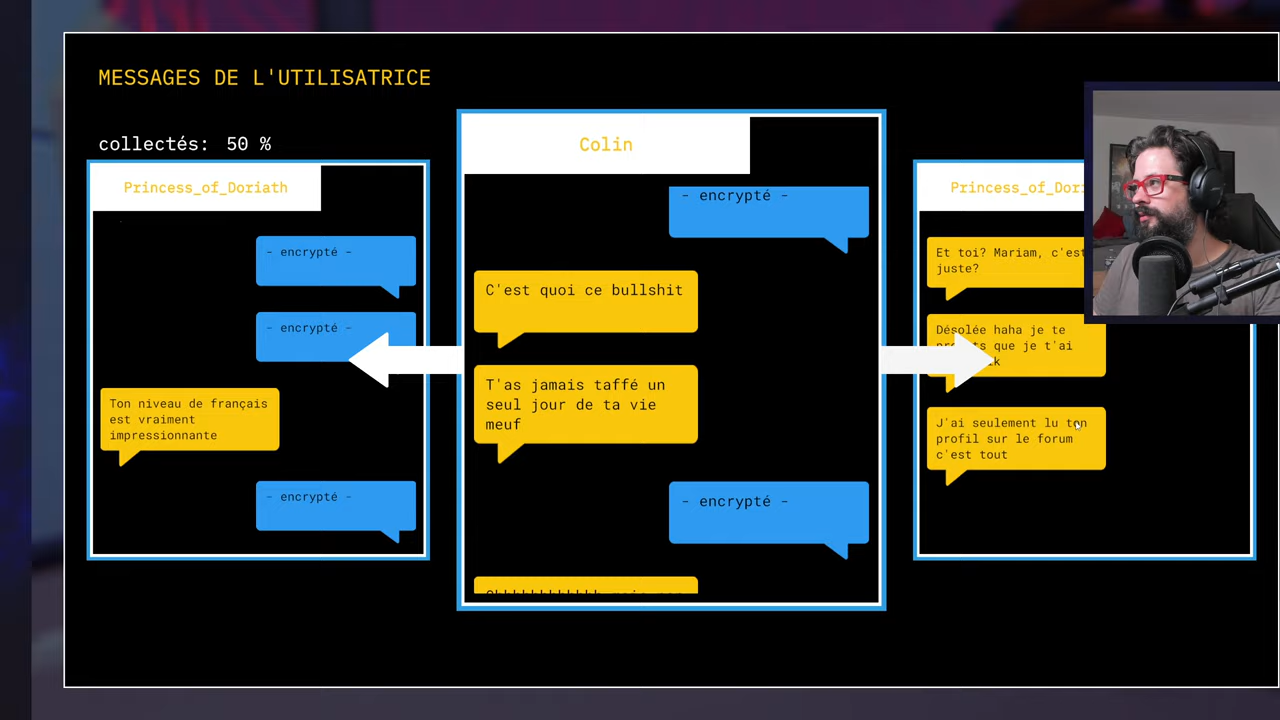 MESSAGES DE L'UTILISATRICE
collectés: 50 %
Princess_of_Doriath
- encrypté -
- encrypté -
Ton niveau de français
est vraiment
impressionnante
- encrypté -
Colin
- encrypté -
C'est quoi ce bullshit
T'as jamais taffé un
seul jour de ta vie
meuf
- encrypté -
Et toi? Mariam, c'est
juste?
Désolée haha je te
que je t'ai
J'ai seulement lu ton
profil sur le forum
c'est tout